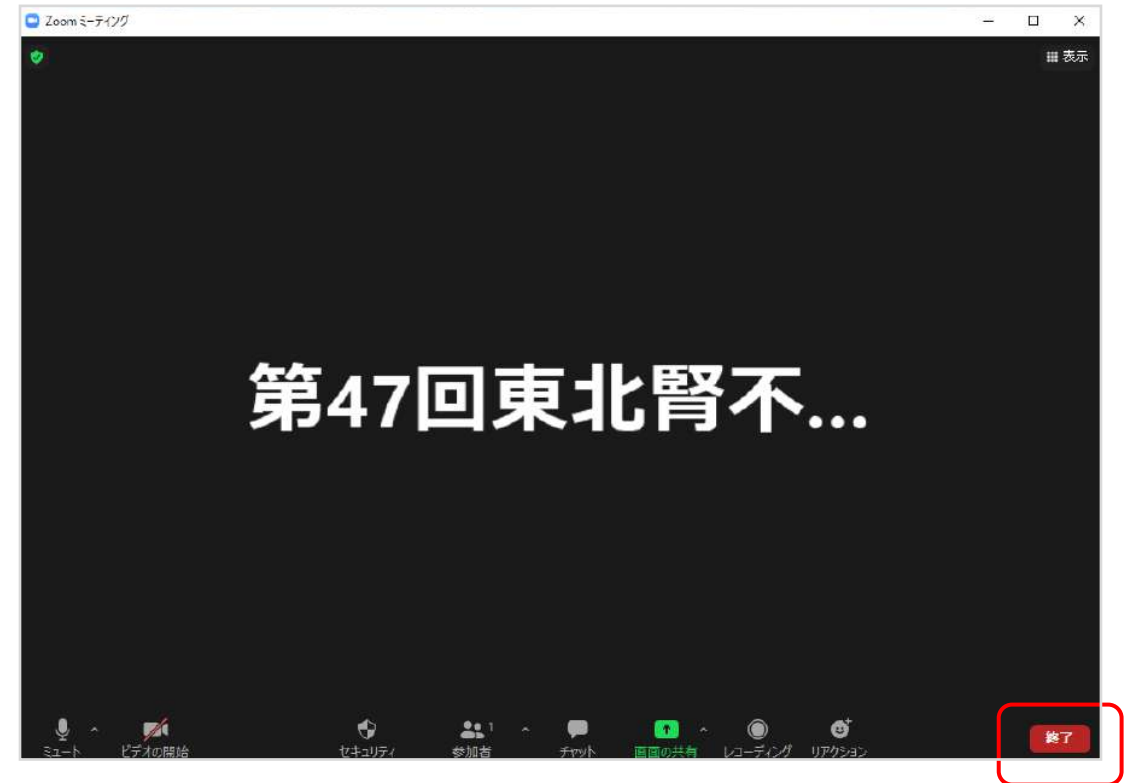 Zoom ミーティング
表示
第47回東北腎不...
ミュート
ビデオの開始
セキュリティ
参加者
1
チャット
画面の共有
レコーディング
リアクション
終了